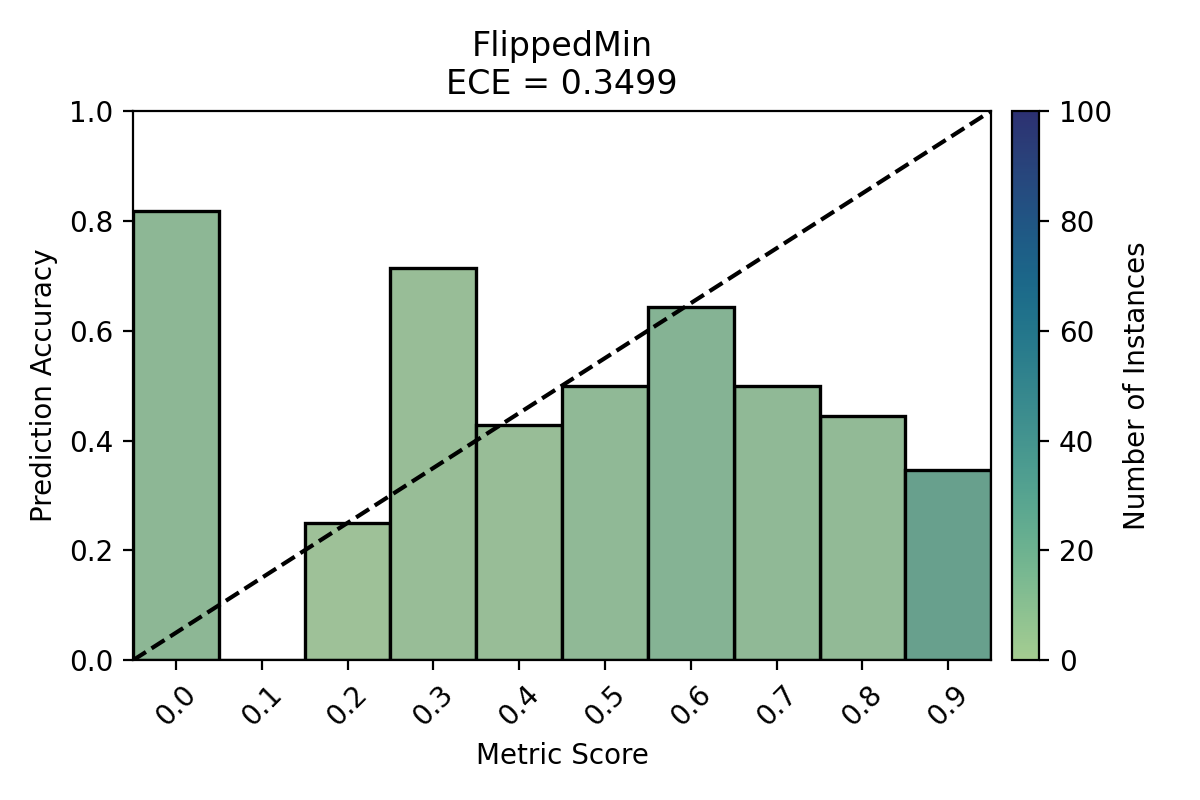 FlippedMin
ECE = 0.3499
Prediction Accuracy
1.0
0.8
0.6
0.4
0.2
0.0
0.0 0.1 0.2 0.3 0.4 0.5 0.6 0.7 0.8 0.9
Metric Score
100
80
60
40
20
0
Number of Instances